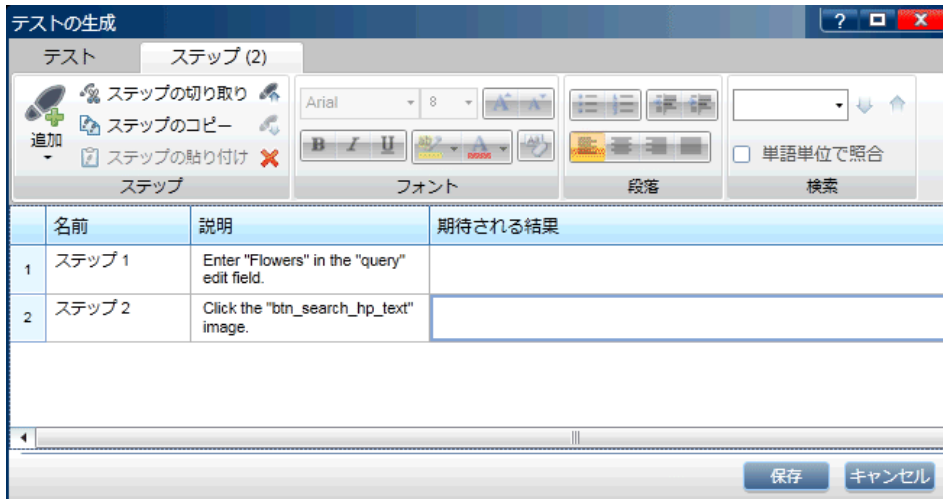 テストの生成
?
X
テスト
ステップ (2)
追加
ステップの切り取り
ステップのコピー
ステップの貼り付け
ステップ
Arial
8
A A
B I U
ab A Ab
フォント
段落
単語単位で照合
検索
名前 説明 期待される結果
1 ステップ 1 Enter "Flowers" in the "query"
edit field.
2 ステップ 2 Click the "btn_search_hp_text"
image.
保存 キャンセル